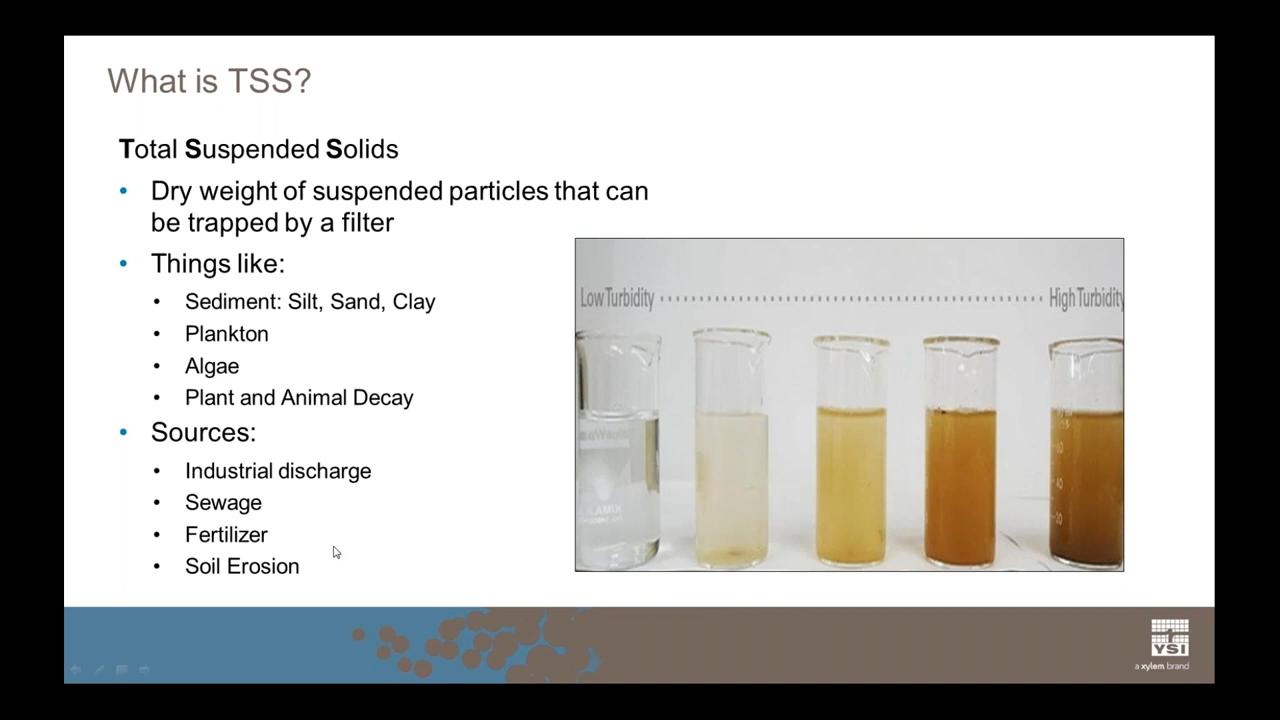 What is TSS?
Total Suspended Solids
• Dry weight of suspended particles that can
be trapped by a filter
• Things like:
• Sediment: Silt, Sand, Clay
• Plankton
• Algae
• Plant and Animal Decay
• Sources:
• Industrial discharge
• Sewage
• Fertilizer
• Soil Erosion
Low Turbidity
High Turbidity
YSI
a xylem brand